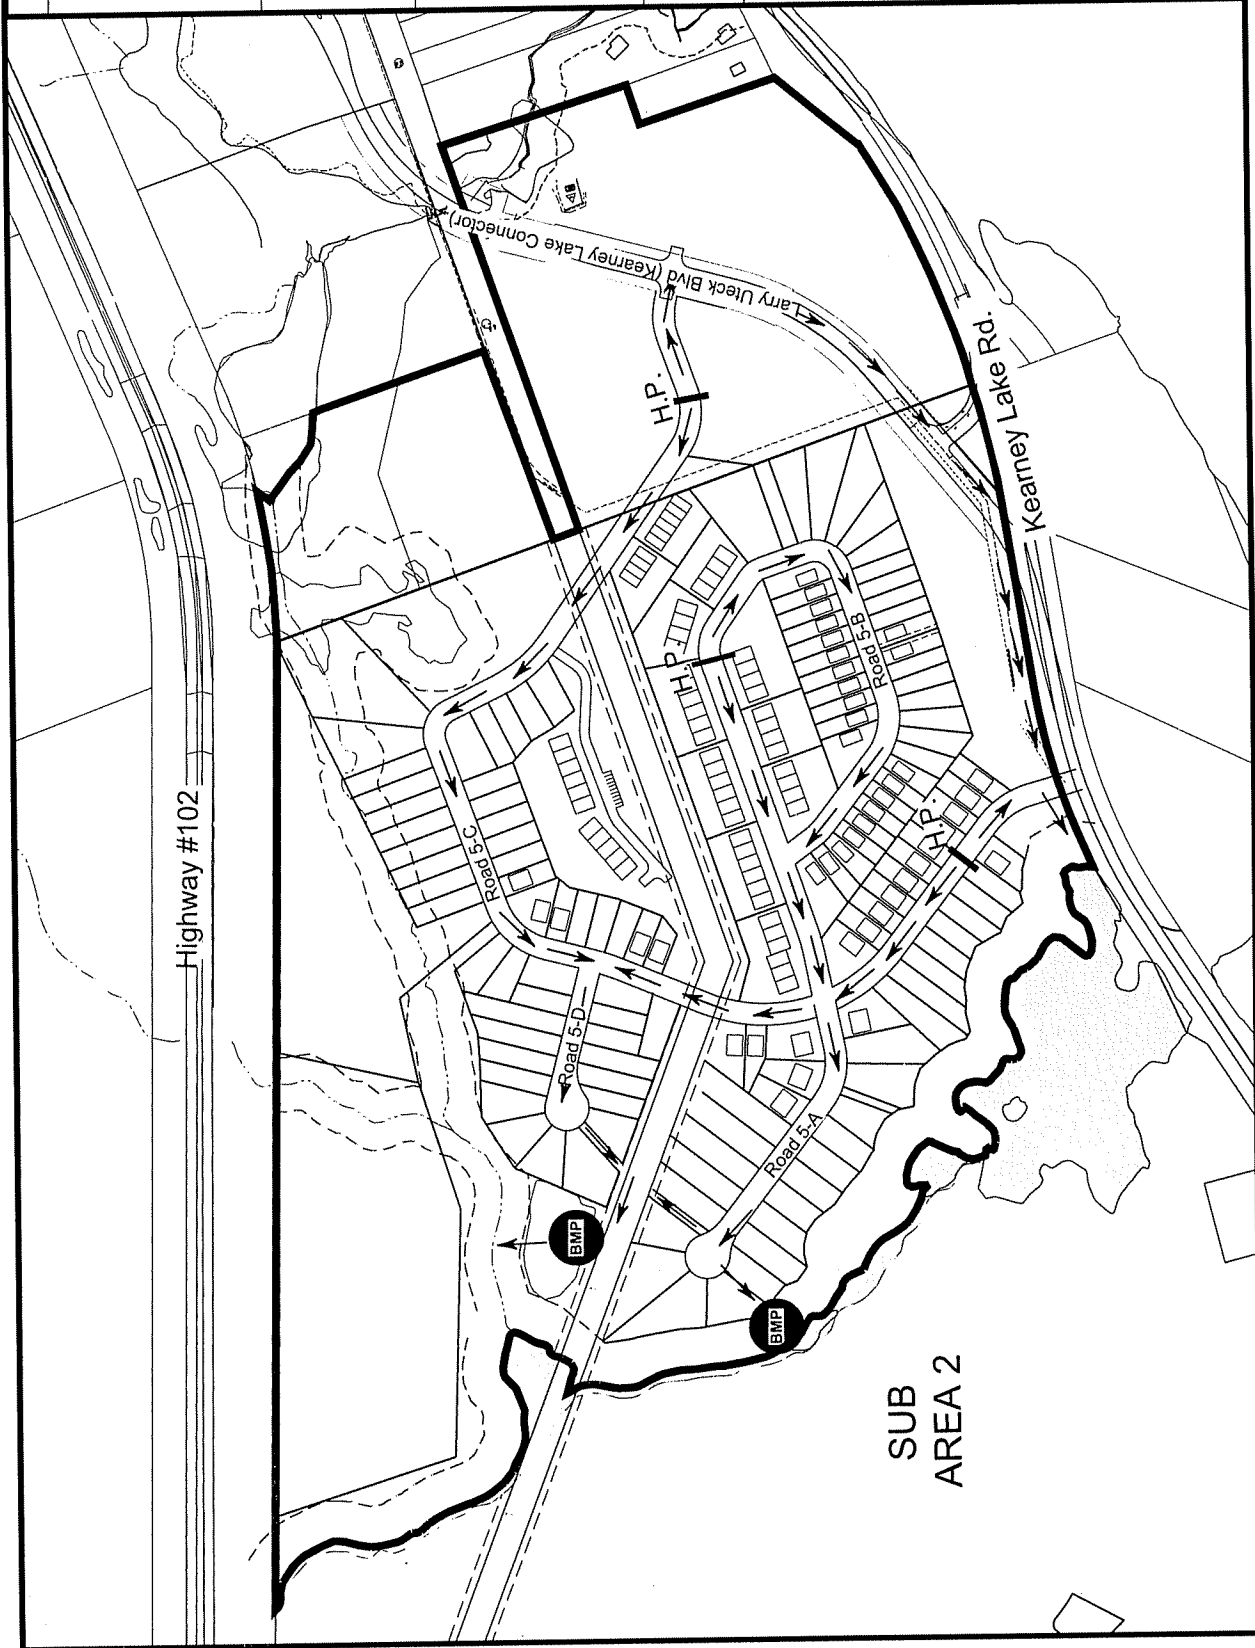 Highway #102
Larry Uteck Blvd (Kearney Lake Connector)
H.P.
Kearney Lake Rd.
H.P.
Road 5-B
Road 5-C
H.P.
Road 5-D
Road 5-A
BMP
BMP
SUB
AREA 2